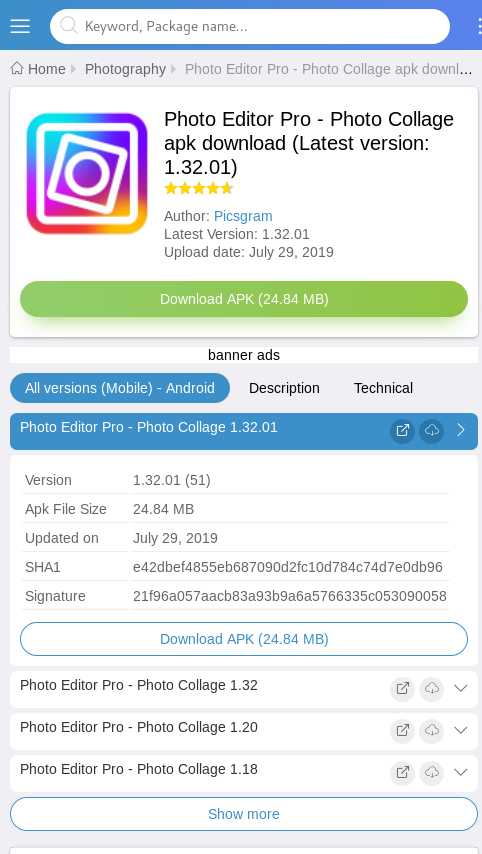 Keyword, Package name...
Home Photography Photo Editor Pro - Photo Collage apk downl...
Photo Editor Pro - Photo Collage
apk download (Latest version:
1.32.01)
Author: Picsgram
Latest Version: 1.32.01
Upload date: July 29, 2019
Download APK (24.84 MB)
banner ads
All versions (Mobile) - Android Description Technical
Photo Editor Pro - Photo Collage 1.32.01
Version 1.32.01 (51)
Apk File Size 24.84 MB
Updated on July 29, 2019
SHA1 e42dbef4855eb687090d2fc10d784c74d7e0db96
Signature 21f96a057aacb83a93b9a6a5766335c053090058
Download APK (24.84 MB)
Photo Editor Pro - Photo Collage 1.32
Photo Editor Pro - Photo Collage 1.20
Photo Editor Pro - Photo Collage 1.18
Show more